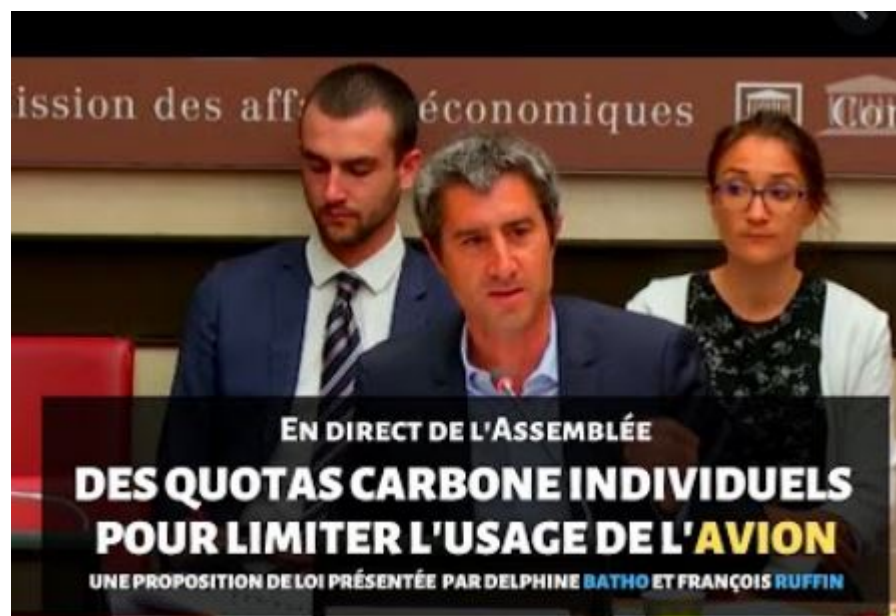 ission des aff économiques Com
EN DIRECT DE L'ASSEMBLÉE
DES QUOTAS CARBONE INDIVIDUELS
POUR LIMITER L'USAGE DE L'AVION
UNE PROPOSITION DE LOI PRÉSENTÉE PAR DELPHINE BATHO ET FRANÇOIS RUFFIN